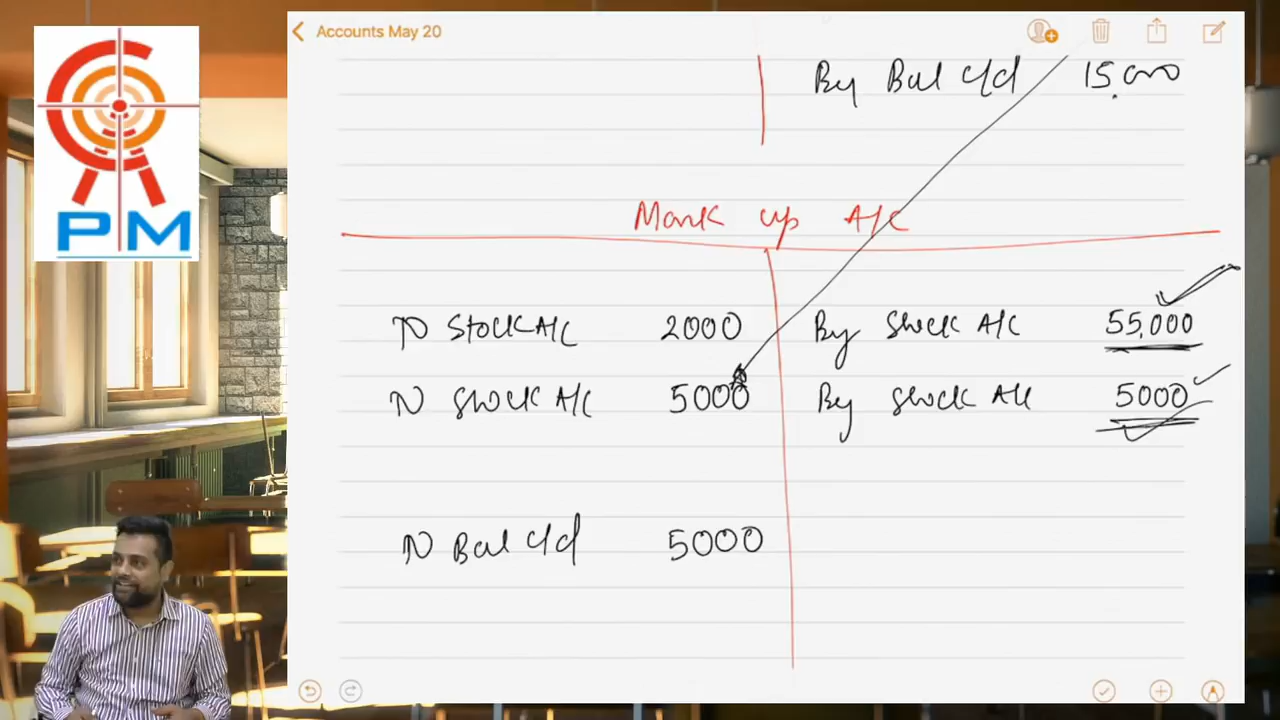 PM
Accounts May 20
By Bal c/d 15,000
Mark up A/C
To Stock A/C 2000 By Stock A/C 55,000
To Stock A/C 5000 By Stock A/C 5000
To Bal c/d 5000